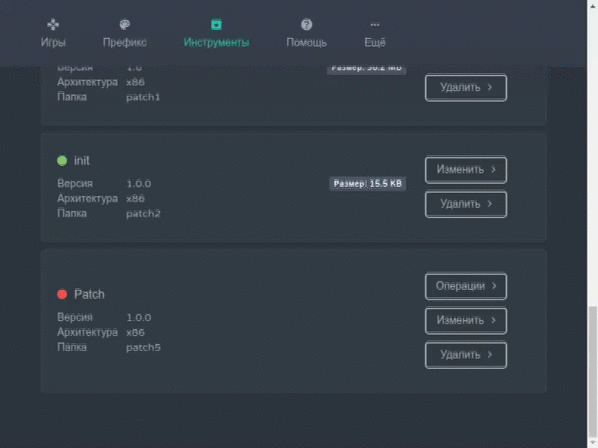 Игры Префикс Инструменты Помощь Ещё
Версия 1.0
Размер: 50.2 MB
Архитектура x86
Папка patch1
Удалить
init
Версия 1.0.0
Размер: 15.5 KB
Архитектура x86
Папка patch2
Изменить
Удалить
Patch
Версия 1.0.0
Архитектура x86
Папка patch5
Операции
Изменить
Удалить